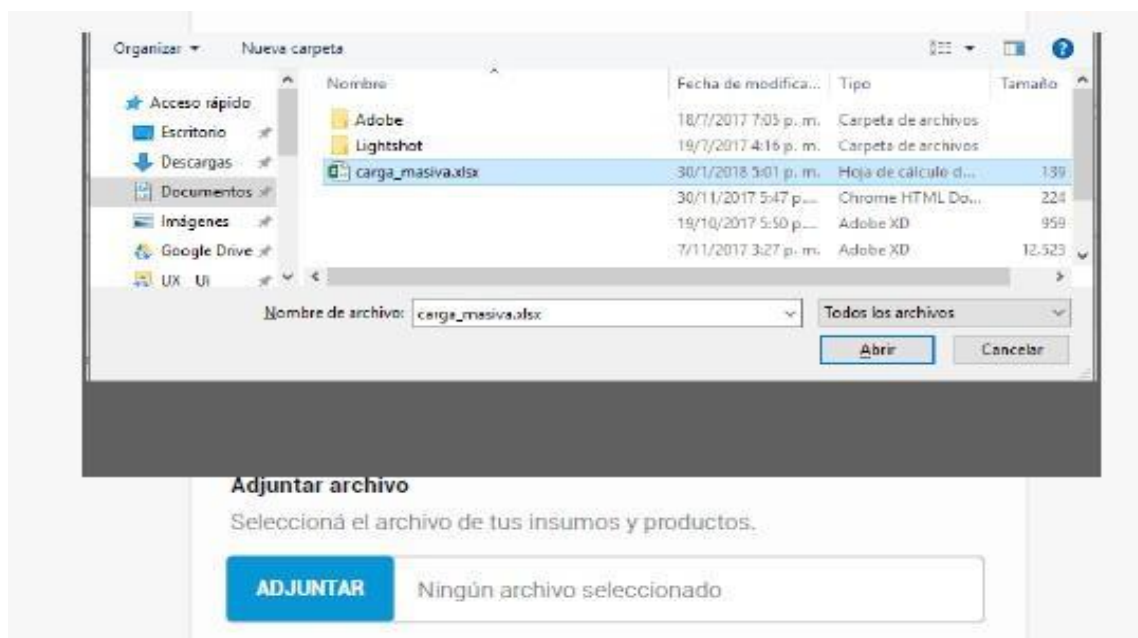 Organizar Nueva carpeta
Nombre Fecha de modifica... Tipo Tamaño
Acceso rápido
Escritorio
Descargas
Documentos
Imágenes
Google Drive
UX Ui
Adobe 18/7/2017 7:05 p. m. Carpeta de archivos
Lightshot 19/7/2017 4:16 p. m. Carpeta de archivos
carga_masiva.xlsx 30/1/2018 5:01 p. m. Hoja de cálculo d... 139
30/11/2017 5:47 p.... Chrome HTML Do... 224
19/10/2017 5:50 p.... Adobe XD 959
7/11/2017 3:27 p. m. Adobe XD 12.523
Nombre de archivo: carga_masiva.xlsx Todos los archivos
Abrir Cancelar
Adjuntar archivo
Seleccioná el archivo de tus insumos y productos.
ADJUNTAR Ningún archivo seleccionado